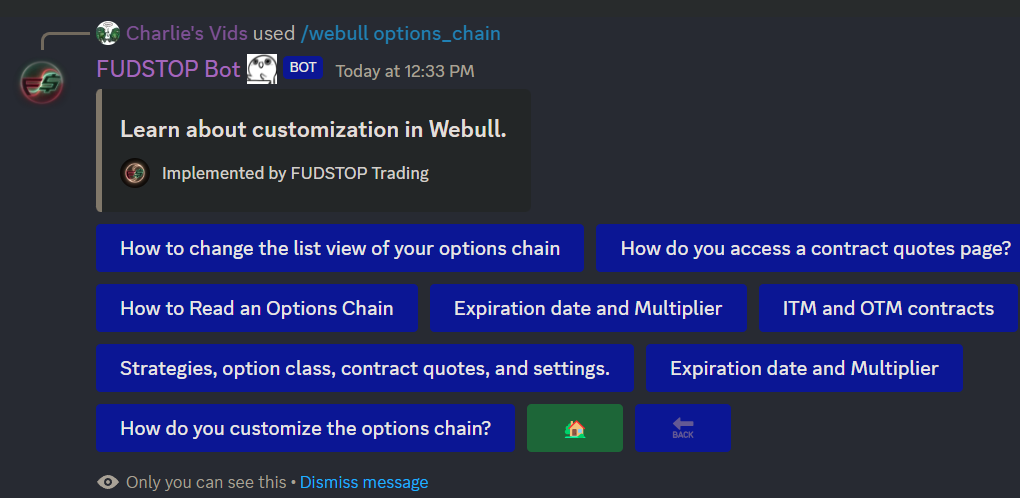 Charlie's Vids used /webull options_chain
FUDSTOP Bot BOT Today at 12:33 PM
Learn about customization in Webull.
Implemented by FUDSTOP Trading
How to change the list view of your options chain How do you access a contract quotes page?
How to Read an Options Chain Expiration date and Multiplier ITM and OTM contracts
Strategies, option class, contract quotes, and settings. Expiration date and Multiplier
How do you customize the options chain? BACK
Only you can see this • Dismiss message